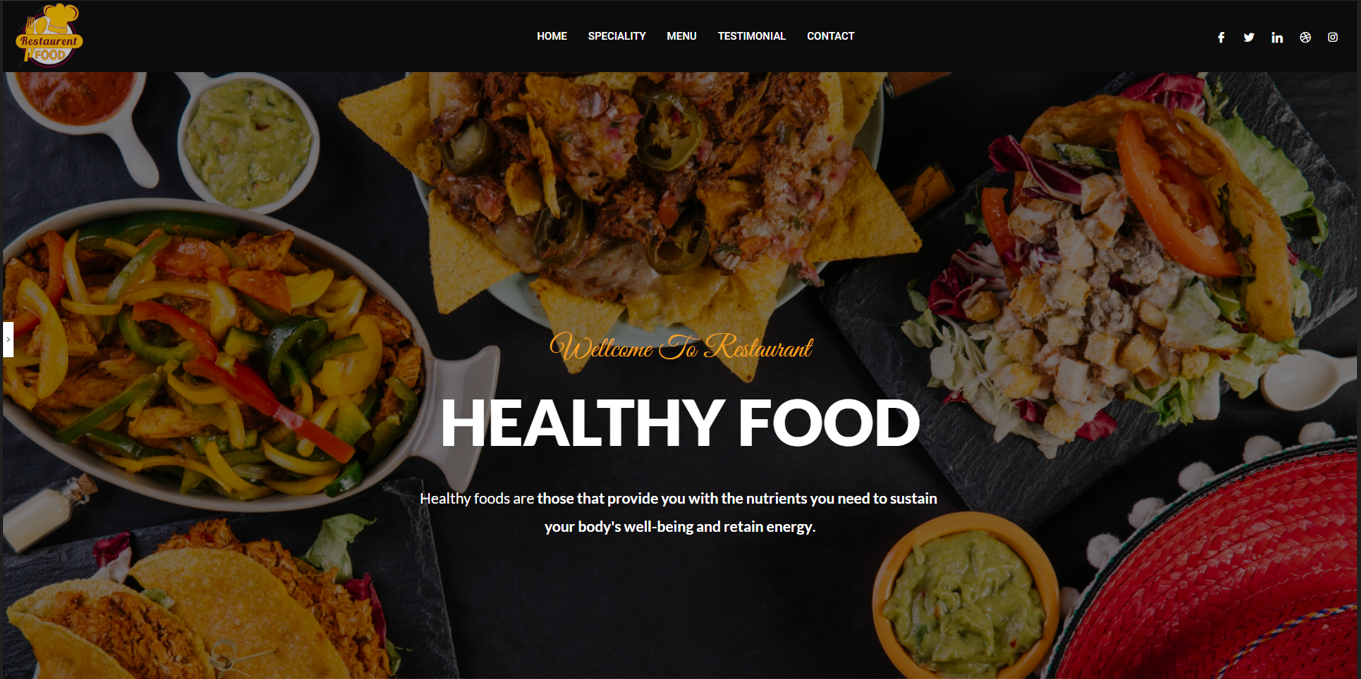 Restaurent
FOOD
HOME SPECIALITY MENU TESTIMONIAL CONTACT
Wellcome To Restaurant
HEALTHY FOOD
Healthy foods are those that provide you with the nutrients you need to sustain
your body's well-being and retain energy.